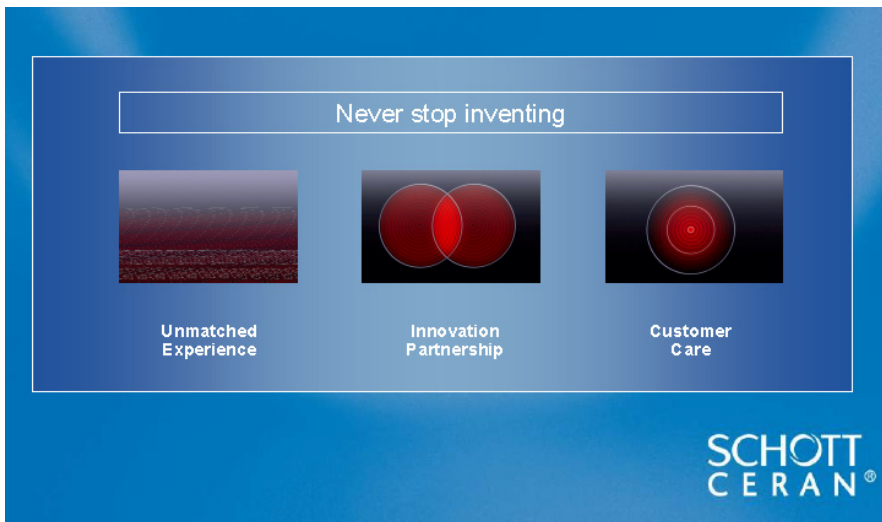 Never stop inventing
Unmatched
Experience
Innovation
Partnership
Customer
Care
SCHOTT
CERAN®